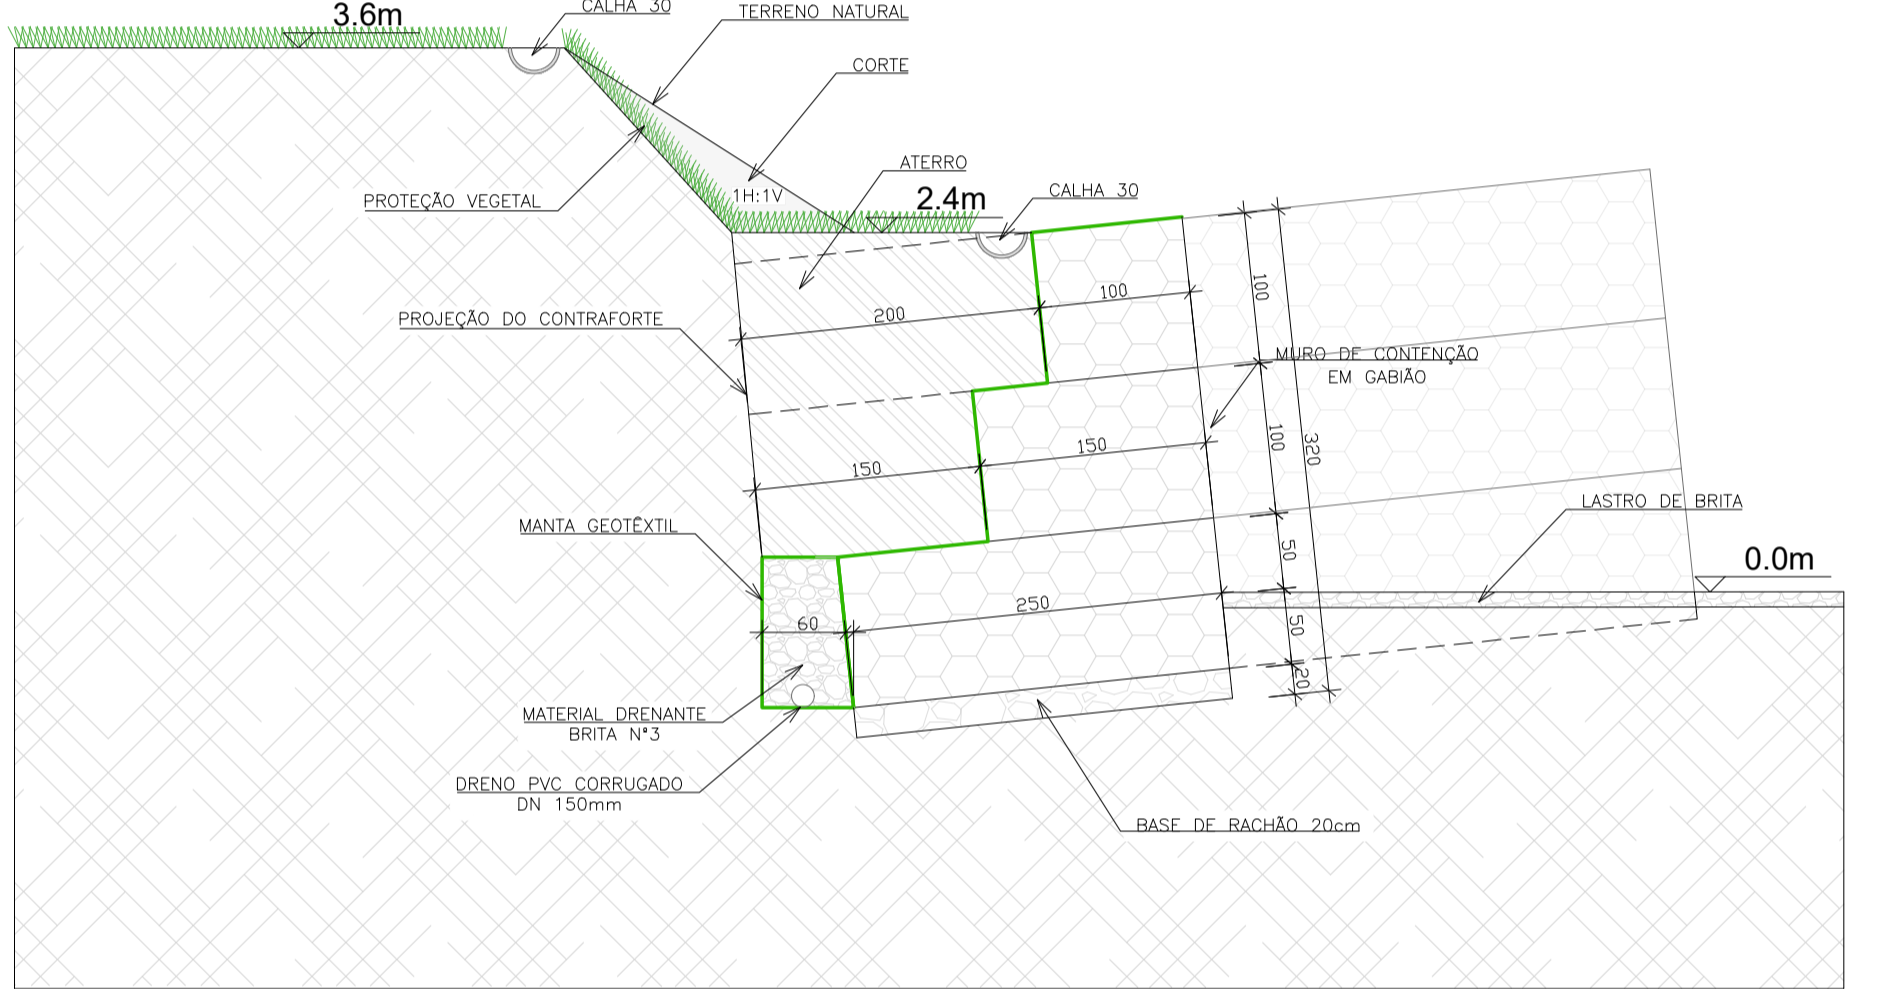 3.6m
CALHA 30
TERRENO NATURAL
CORTE
ATERRO
1H:1V
2.4m
CALHA 30
PROTEÇÃO VEGETAL
100
100
200
PROJEÇÃO DO CONTRAFORTE
MURO DE CONTENÇÃO
EM GABIÃO
100
320
150
150
LASTRO DE BRITA
MANTA GEOTÊXTIL
50
0.0m
250
60
50
20
MATERIAL DRENANTE
BRITA N°3
DRENO PVC CORRUGADO
DN 150mm
BASE DE RACHÃO 20cm